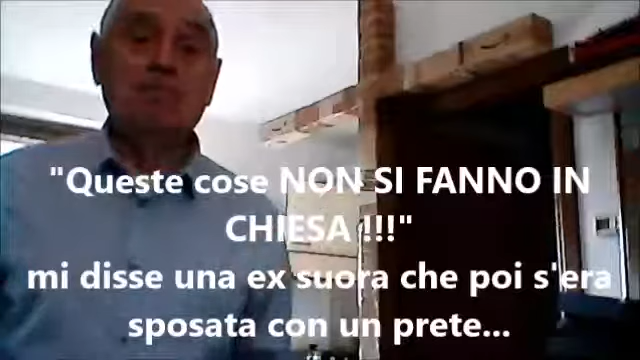 "Queste cose NON SI FANNO IN
CHIESA !!!"
mi disse una ex suora che poi s'era
sposata con un prete...